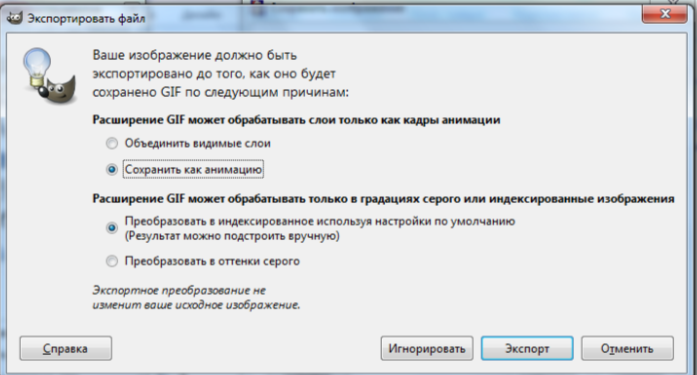 Экспортировать файл
Ваше изображение должно быть
экспортировано до того, как оно будет
сохранено GIF по следующим причинам:
Расширение GIF может обрабатывать слои только как кадры анимации
Объединить видимые слои
Сохранить как анимацию
Расширение GIF может обрабатывать только в градациях серого или индексированные изображения
Преобразовать в индексированное используя настройки по умолчанию
(Результат можно подстроить вручную)
Преобразовать в оттенки серого
Экспортное преобразование не
изменит ваше исходное изображение.
Справка
Игнорировать
Экспорт
Отменить